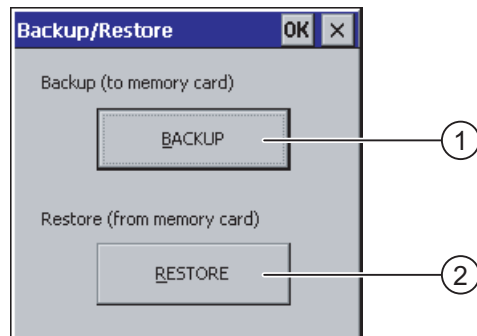 Backup/Restore OK ×
Backup (to memory card)
BACKUP 1
Restore (from memory card)
RESTORE 2